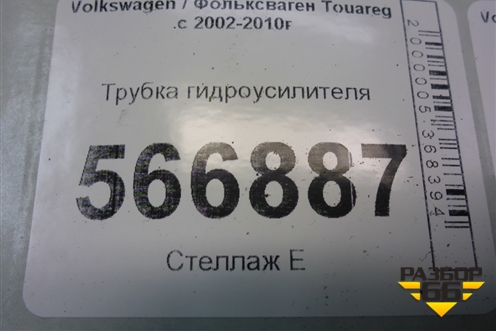 Volkswagen / Фольксваген Touareg
.с 2002-2010г
Трубка гидроусилителя
566887
Стеллаж Е
2000005368394
РАЗБОР
66